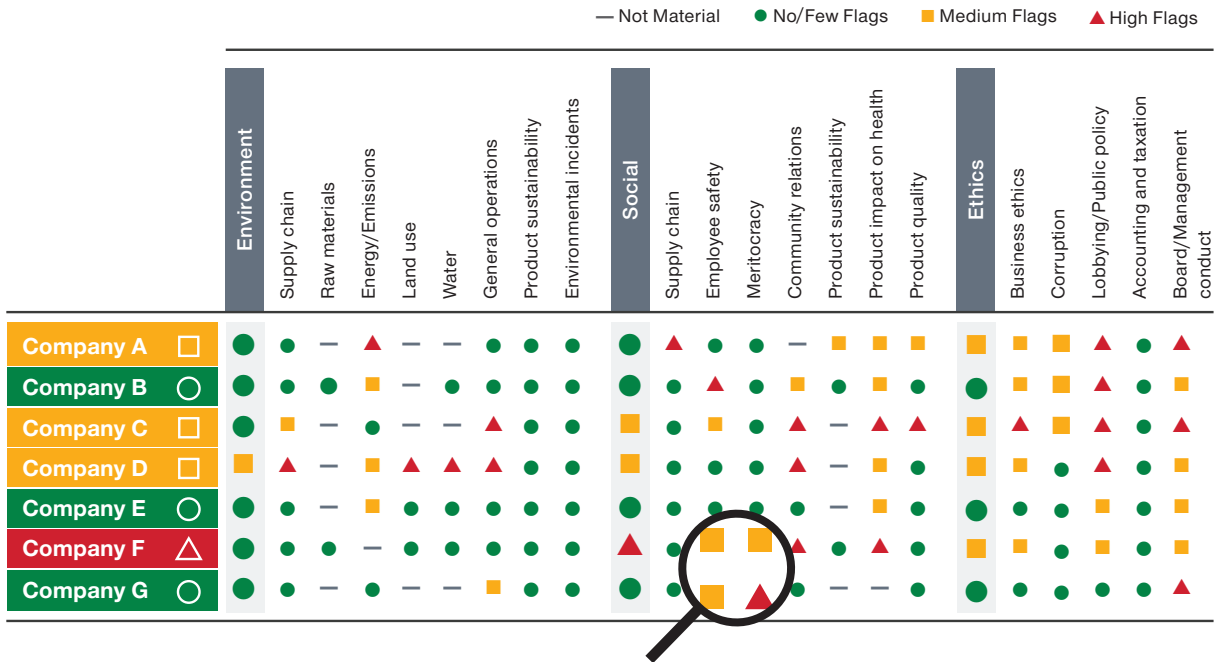 Not Material
No/Few Flags
Medium Flags
High Flags
Environment
Supply chain
Raw materials
Energy/Emissions
Land use
Water
General operations
Product sustainability
Environmental incidents
Social
Supply chain
Employee safety
Meritocracy
Community relations
Product sustainability
Product impact on health
Product quality
Ethics
Business ethics
Corruption
Lobbying/Public policy
Accounting and taxation
Board/Management
conduct
Company A
Company B
Company C
Company D
Company E
Company F
Company G